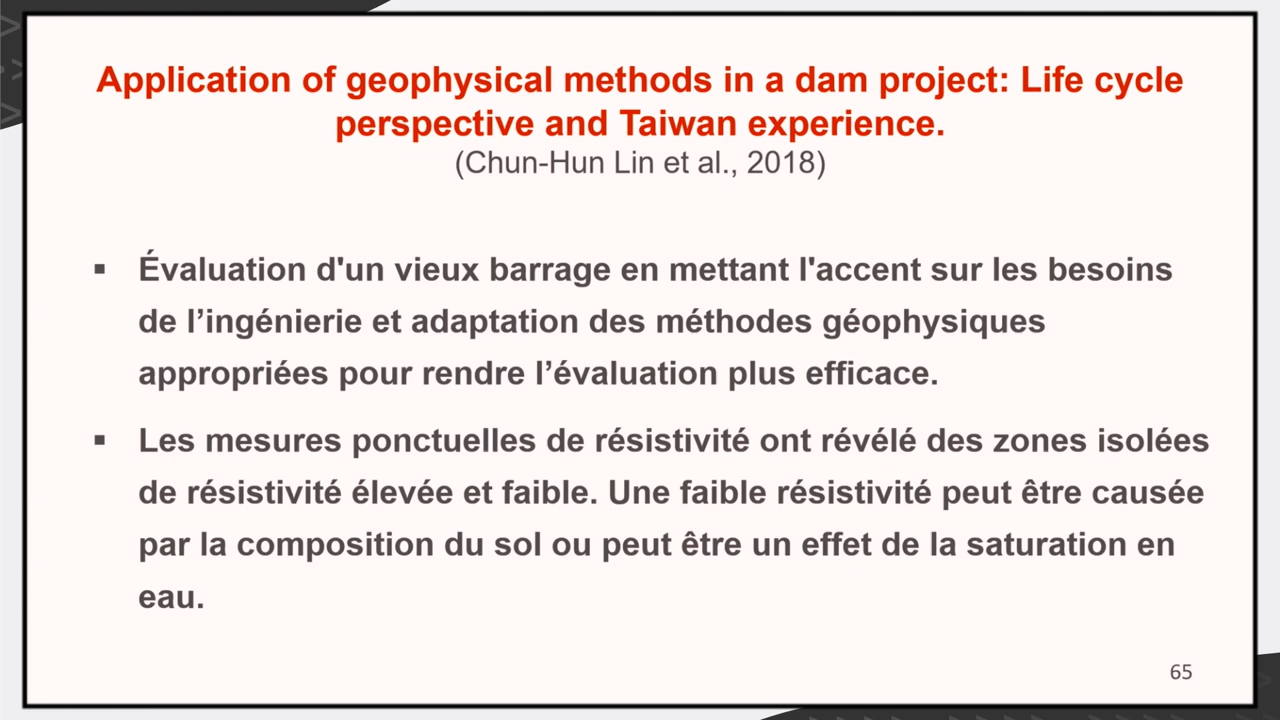 Application of geophysical methods in a dam project: Life cycle
perspective and Taiwan experience.
(Chun-Hun Lin et al., 2018)
▪ Évaluation d'un vieux barrage en mettant l'accent sur les besoins
de l’ingénierie et adaptation des méthodes géophysiques
appropriées pour rendre l’évaluation plus efficace.
▪ Les mesures ponctuelles de résistivité ont révélé des zones isolées
de résistivité élevée et faible. Une faible résistivité peut être causée
par la composition du sol ou peut être un effet de la saturation en
eau.
65